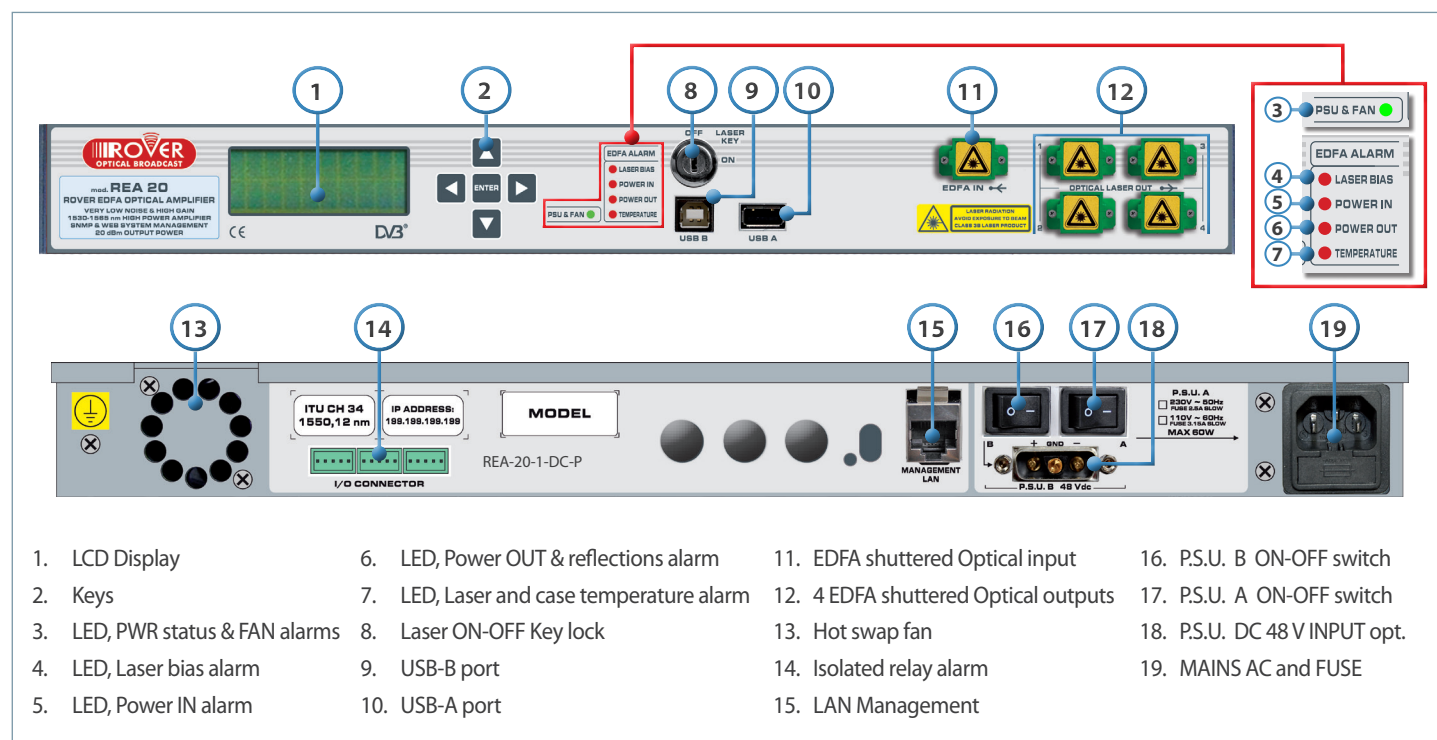 1
2
8
9
10
11
12
3
PSU & FAN
EDFA ALARM
4
LASER BIAS
5
POWER IN
6
POWER OUT
7
TEMPERATURE
ROVER
OPTICAL BROADCAST
mod. REA 20
ROVER EDFA OPTICAL AMPLIFIER
VERY LOW NOISE & HIGH GAIN
1530-1565 nm HIGH POWER AMPLIFIER
SNMP & WEB SYSTEM MANAGEMENT
20 dBm OUTPUT POWER
CE
DVB®
ENTER
EDFA ALARM
LASER BIAS
POWER IN
POWER OUT
PSU & FAN
TEMPERATURE
OFF
LASER
KEY
ON
USB B
USB A
EDFA IN
LASER RADIATION
AVOID EXPOSURE TO BEAM
CLASS 3B LASER PRODUCT
1
3
OPTICAL LASER OUT
2
4
13
14
15
16
17
18
19
ITU CH 34
1550,12 nm
IP ADDRESS:
199.199.199.199
I/O CONNECTOR
MODEL
REA-20-1-DC-P
MANAGEMENT
LAN
P.S.U. A
230V ~ 50Hz
FUSE 2.5A SLOW
110V ~ 60Hz
FUSE 3.15A SLOW
MAX 60W
B + GND - A
P.S.U. B 48 Vdc
1. LCD Display
2. Keys
3. LED, PWR status & FAN alarms
4. LED, Laser bias alarm
5. LED, Power IN alarm
6. LED, Power OUT & reflections alarm
7. LED, Laser and case temperature alarm
8. Laser ON-OFF Key lock
9. USB-B port
10. USB-A port
11. EDFA shuttered Optical input
12. 4 EDFA shuttered Optical outputs
13. Hot swap fan
14. Isolated relay alarm
15. LAN Management
16. P.S.U. B ON-OFF switch
17. P.S.U. A ON-OFF switch
18. P.S.U. DC 48 V INPUT opt.
19. MAINS AC and FUSE